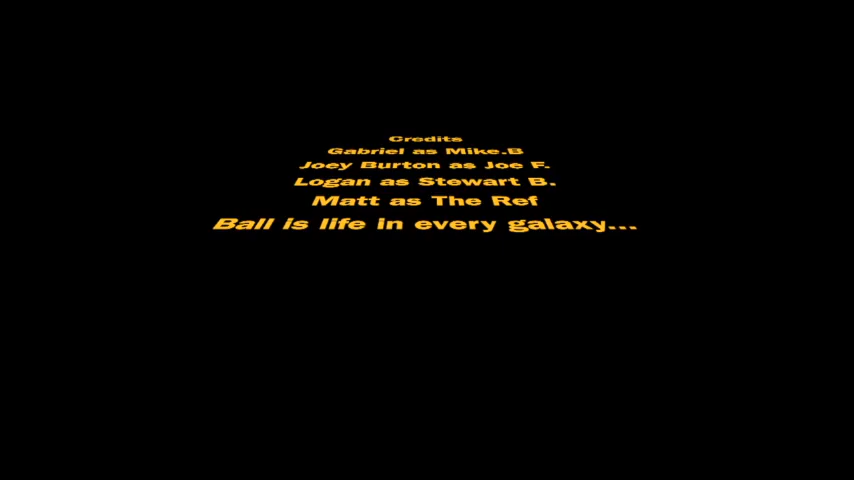 Credits
Gabriel as Mike.B
Joey Burton as Joe F.
Logan as Stewart B.
Matt as The Ref
Ball is life in every galaxy...